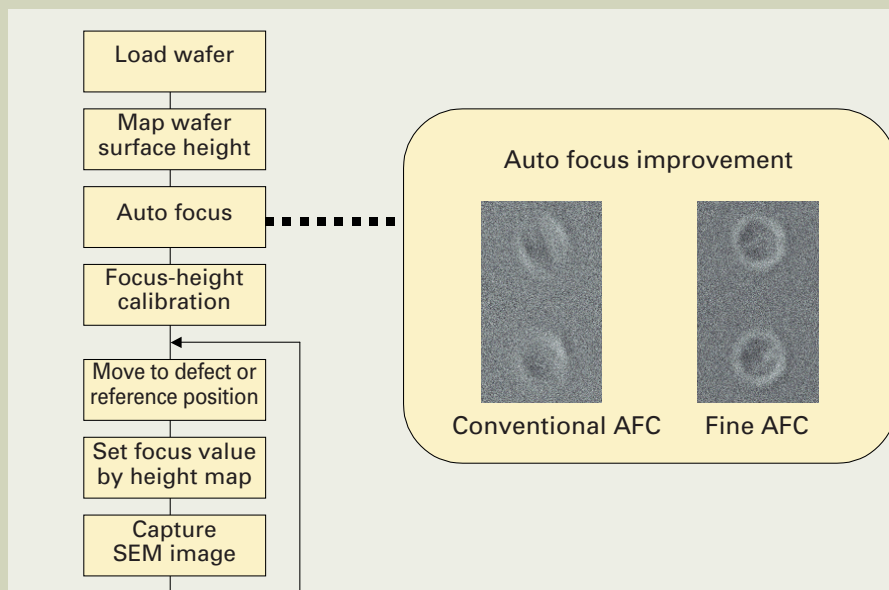 Load wafer
Map wafer
surface height
Auto focus
Focus-height
calibration
Move to defect or
reference position
Set focus value
by height map
Capture
SEM image
Auto focus improvement
Conventional AFC
Fine AFC